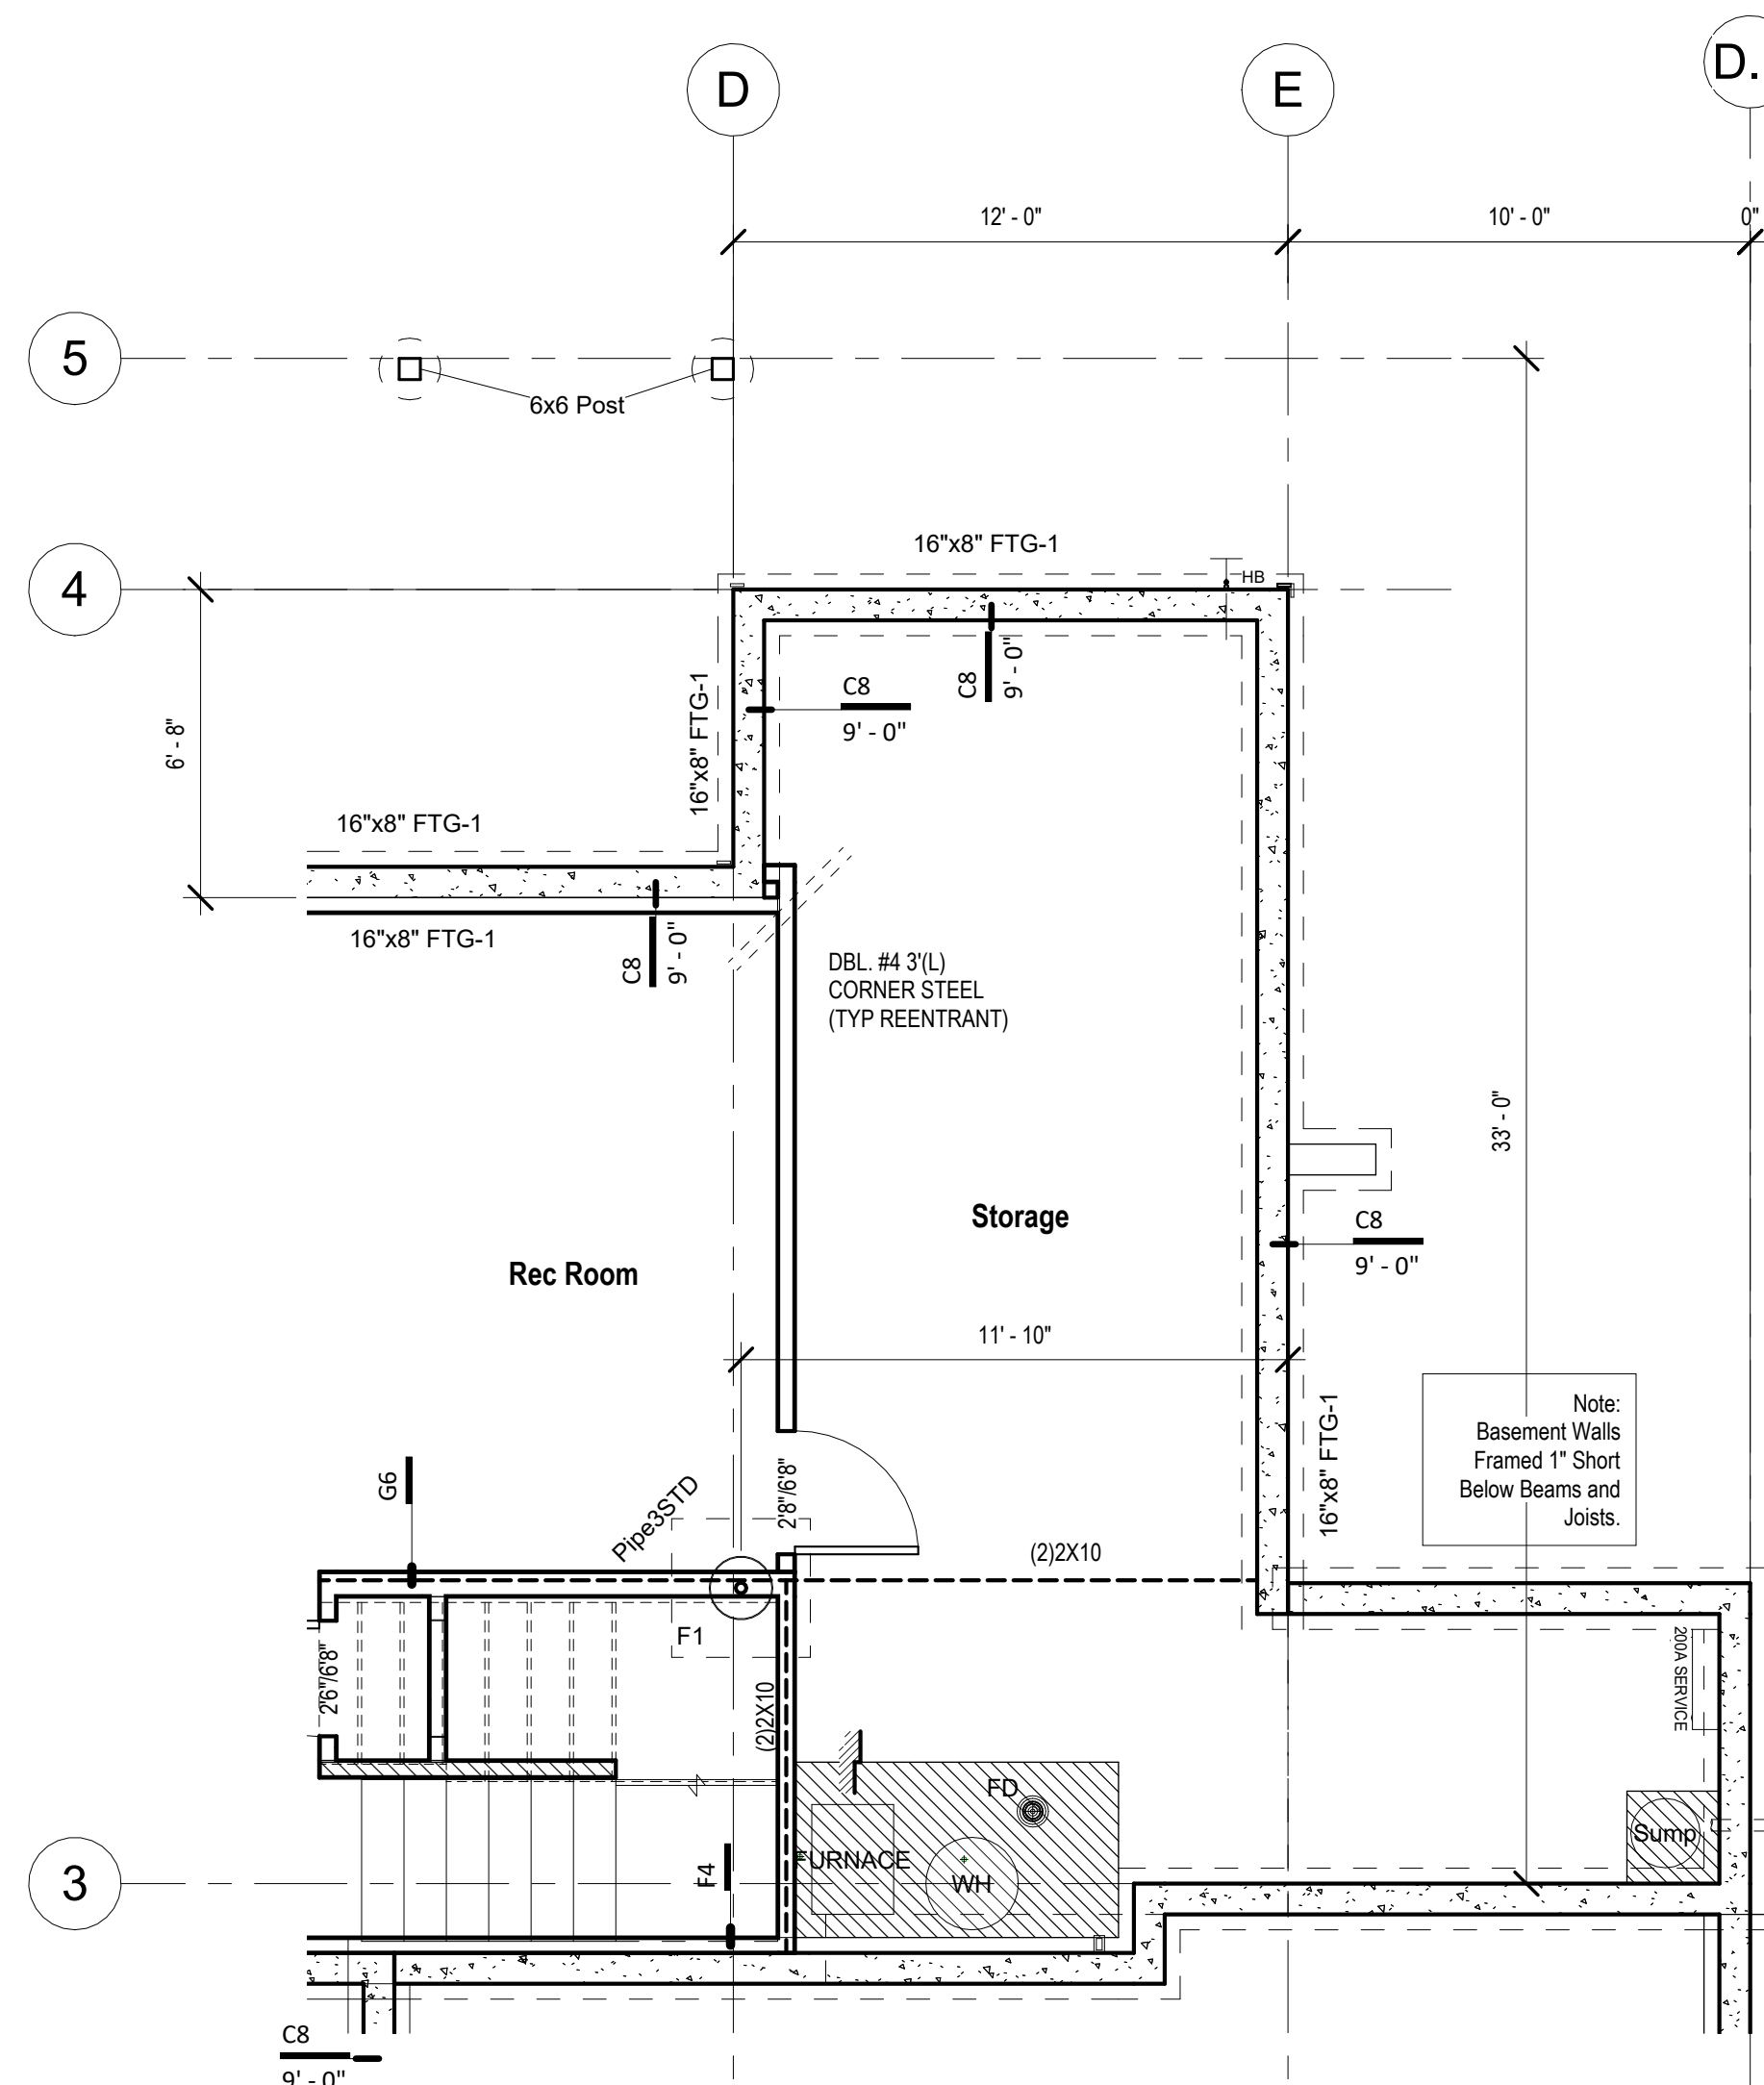 D
E
D.
12' - 0"
10' - 0"
0"
5
6x6 Post
16"x8" FTG-1
HB
4
C8
9' - 0"
C8
9' - 0"
16"x8" FTG-1
6' - 8"
16"x8" FTG-1
16"x8" FTG-1
C8
9' - 0"
DBL. #4 3'(L)
CORNER STEEL
(TYP REENTRANT)
33' - 0"
Storage
C8
9' - 0"
Rec Room
11' - 10"
16"x8" FTG-1
Note:
Basement Walls
Framed 1" Short
Below Beams and
Joists.
G6
Pipe3STD
2'8"/6'8"
(2)2X10
F1
2'6"/6'8"
(2)2X10
200A SERVICE
FD
Sump
FURNACE
WH
F4
3
C8
9' - 0"